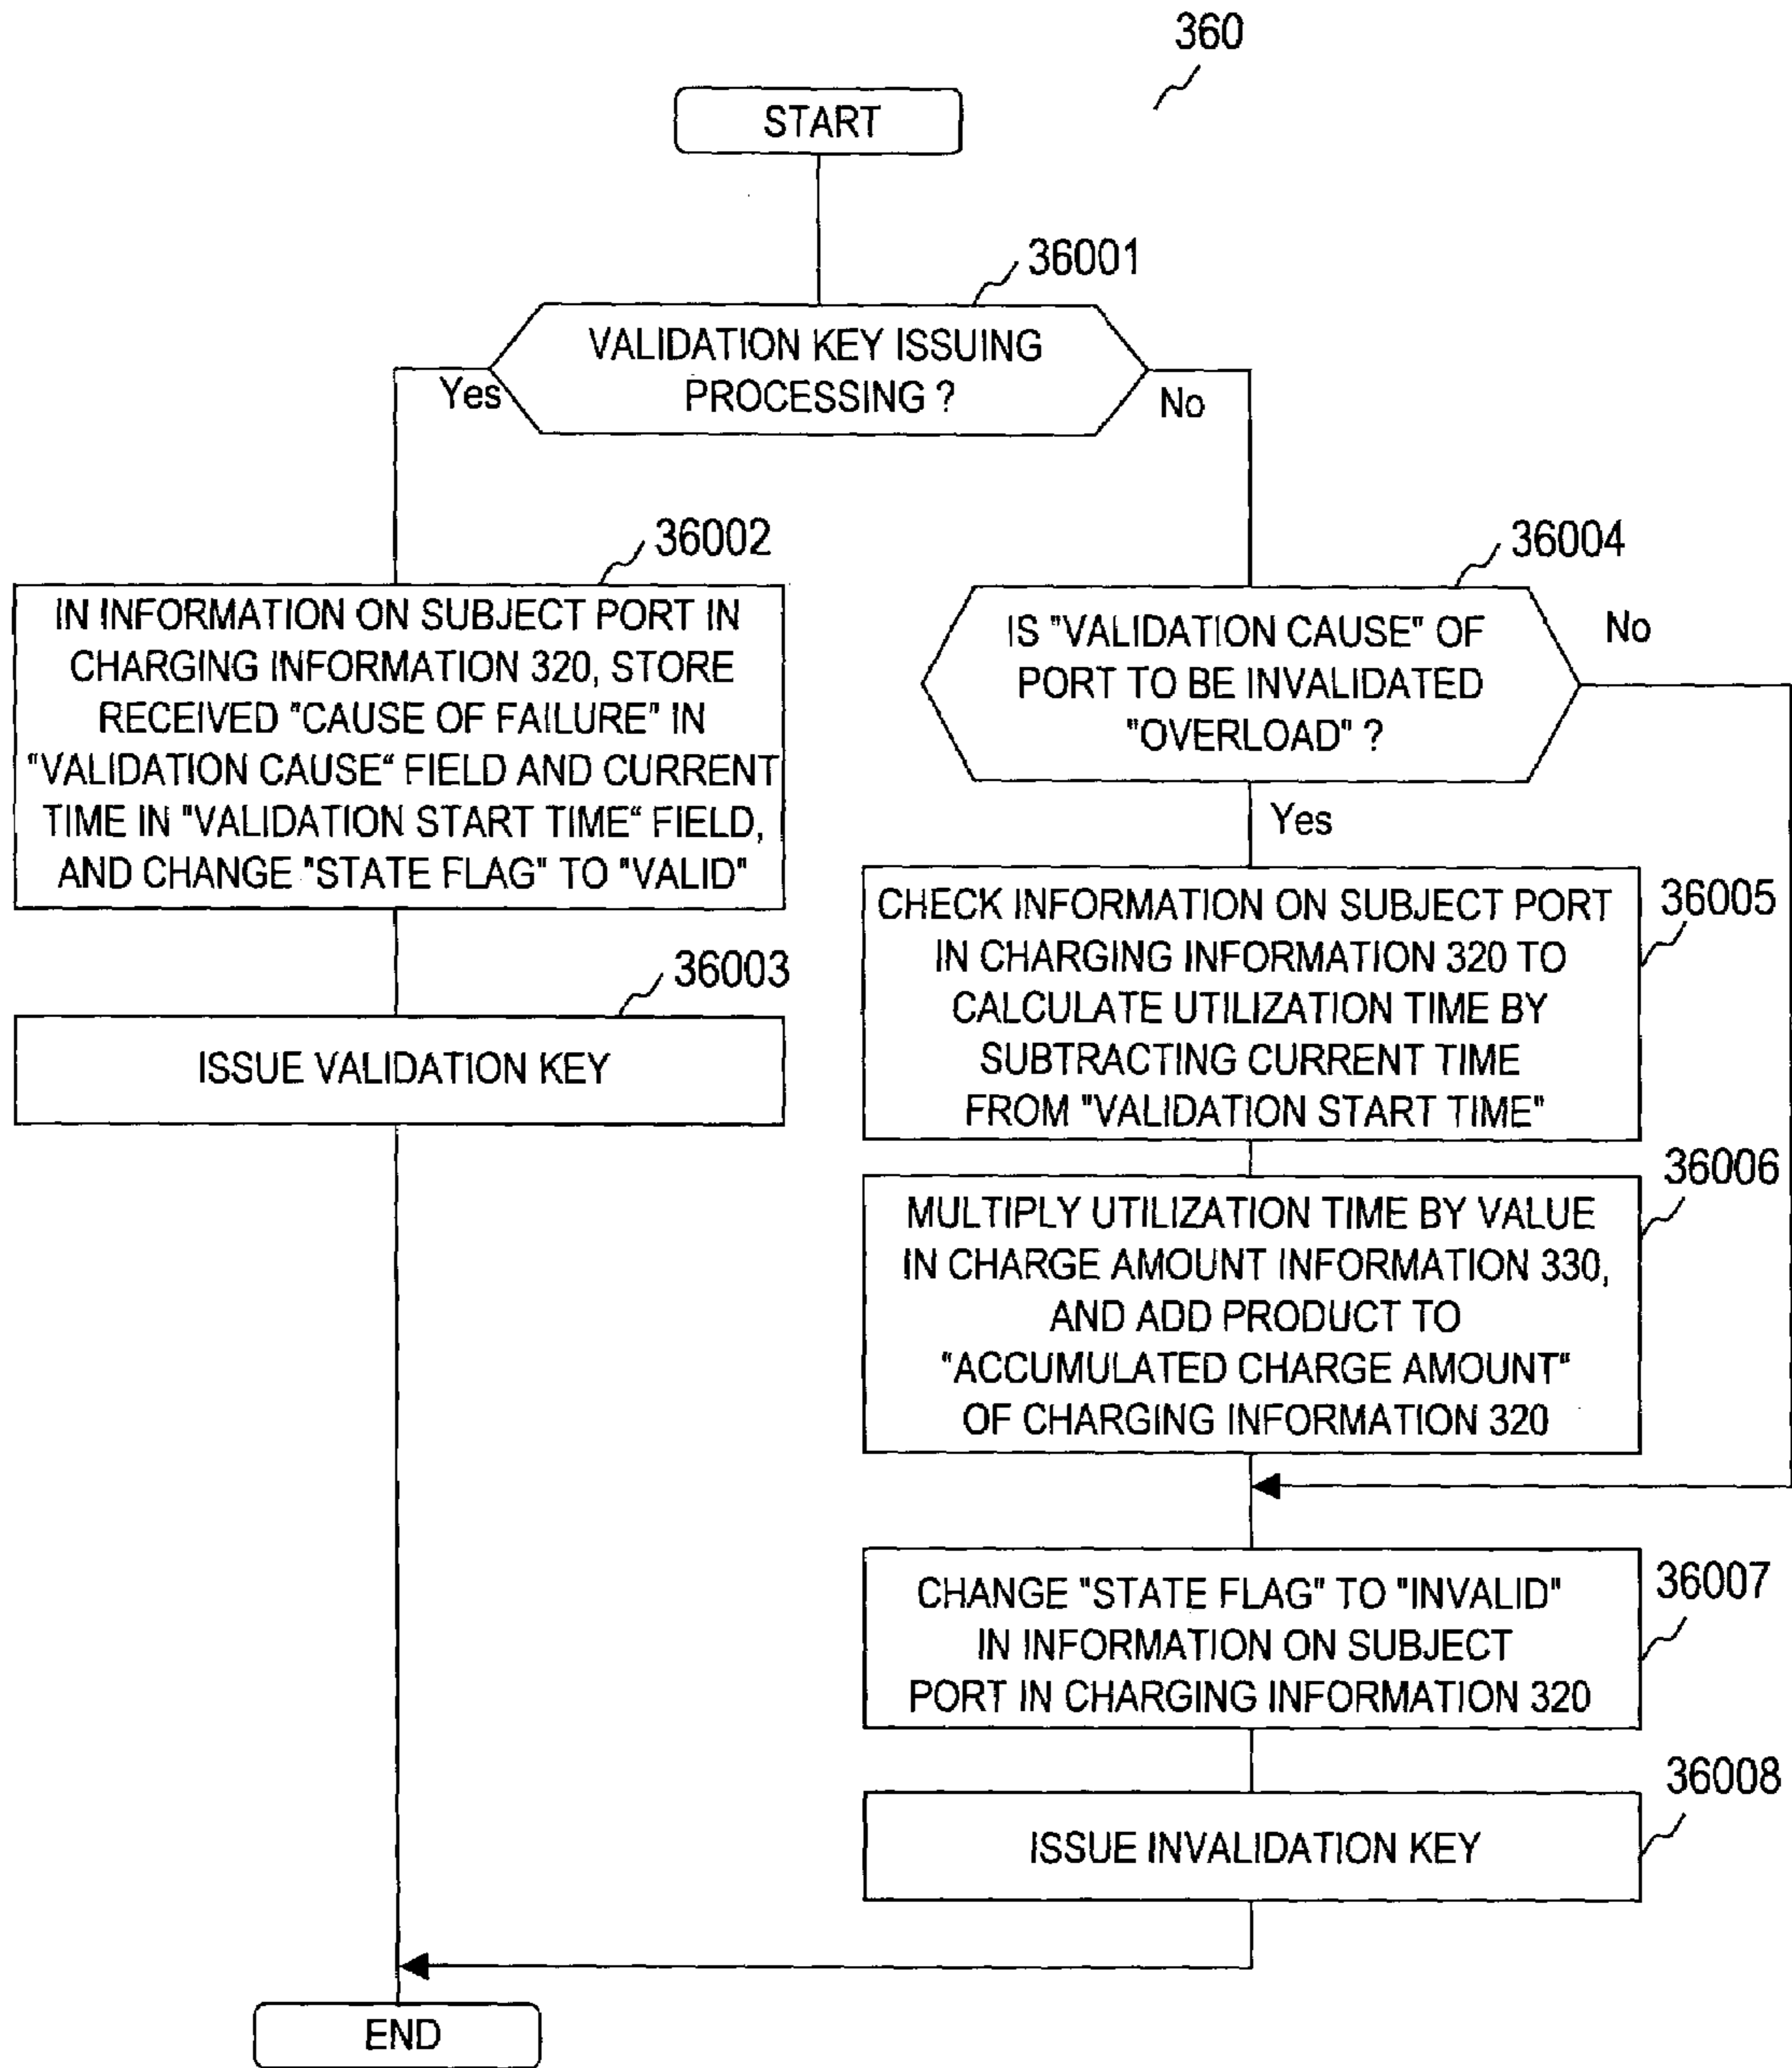 360
START
36001
VALIDATION KEY ISSUING
PROCESSING ?
Yes
No
36002
IN INFORMATION ON SUBJECT PORT IN
CHARGING INFORMATION 320, STORE
RECEIVED "CAUSE OF FAILURE" IN
"VALIDATION CAUSE" FIELD AND CURRENT
TIME IN "VALIDATION START TIME" FIELD,
AND CHANGE "STATE FLAG" TO "VALID"
36003
ISSUE VALIDATION KEY
36004
IS "VALIDATION CAUSE" OF
PORT TO BE INVALIDATED
"OVERLOAD" ?
No
Yes
36005
CHECK INFORMATION ON SUBJECT PORT
IN CHARGING INFORMATION 320 TO
CALCULATE UTILIZATION TIME BY
SUBTRACTING CURRENT TIME
FROM "VALIDATION START TIME"
36006
MULTIPLY UTILIZATION TIME BY VALUE
IN CHARGE AMOUNT INFORMATION 330,
AND ADD PRODUCT TO
"ACCUMULATED CHARGE AMOUNT"
OF CHARGING INFORMATION 320
36007
CHANGE "STATE FLAG" TO "INVALID"
IN INFORMATION ON SUBJECT
PORT IN CHARGING INFORMATION 320
36008
ISSUE INVALIDATION KEY
END